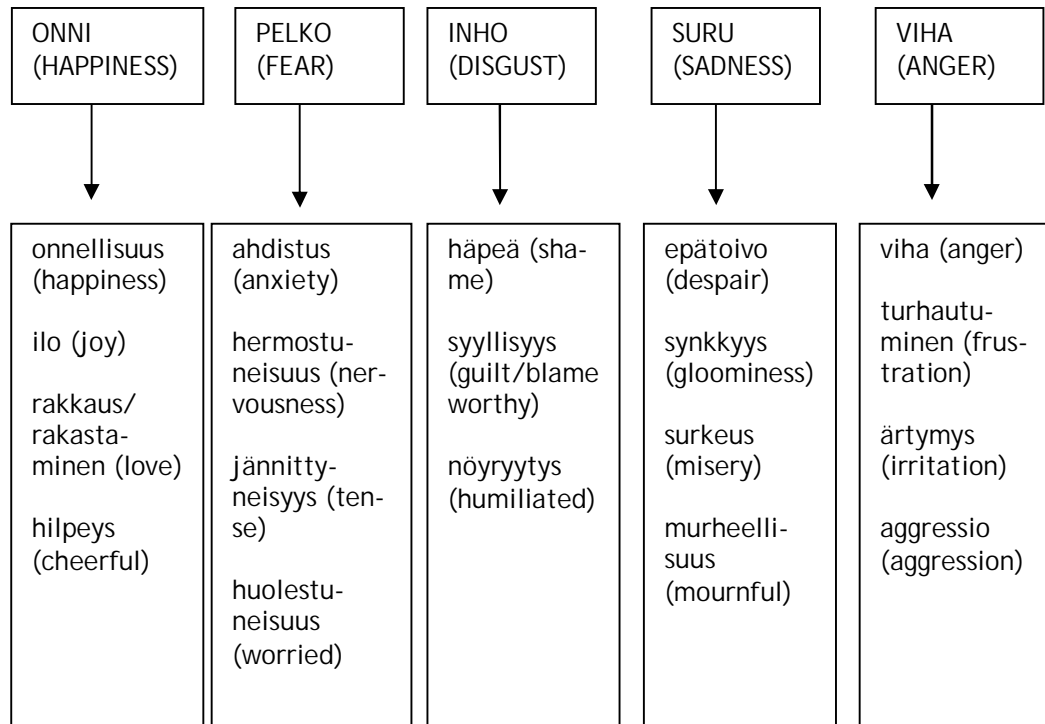 ONNI
(HAPPINESS)
PELKO
(FEAR)
INHO
(DISGUST)
SURU
(SADNESS)
VIHA
(ANGER)
onnellisuus
(happiness)
ilo (joy)
rakkaus/
rakasta-
minen (love)
hilpeys
(cheerful)
ahdistus
(anxiety)
hermostu-
neisuus (ner-
vousness)
jännitty-
neisyys (ten-
se)
huolestu-
neisuus
(worried)
häpeä (sha-
me)
syyllisyys
(guilt/blame
worthy)
nöyryytys
(humiliated)
epätoivo
(despair)
synkkyys
(gloominess)
surkeus
(misery)
murheelli-
suus
(mournful)
viha (anger)
turhautu-
minen (frus-
tration)
ärtymys
(irritation)
aggressio
(aggression)